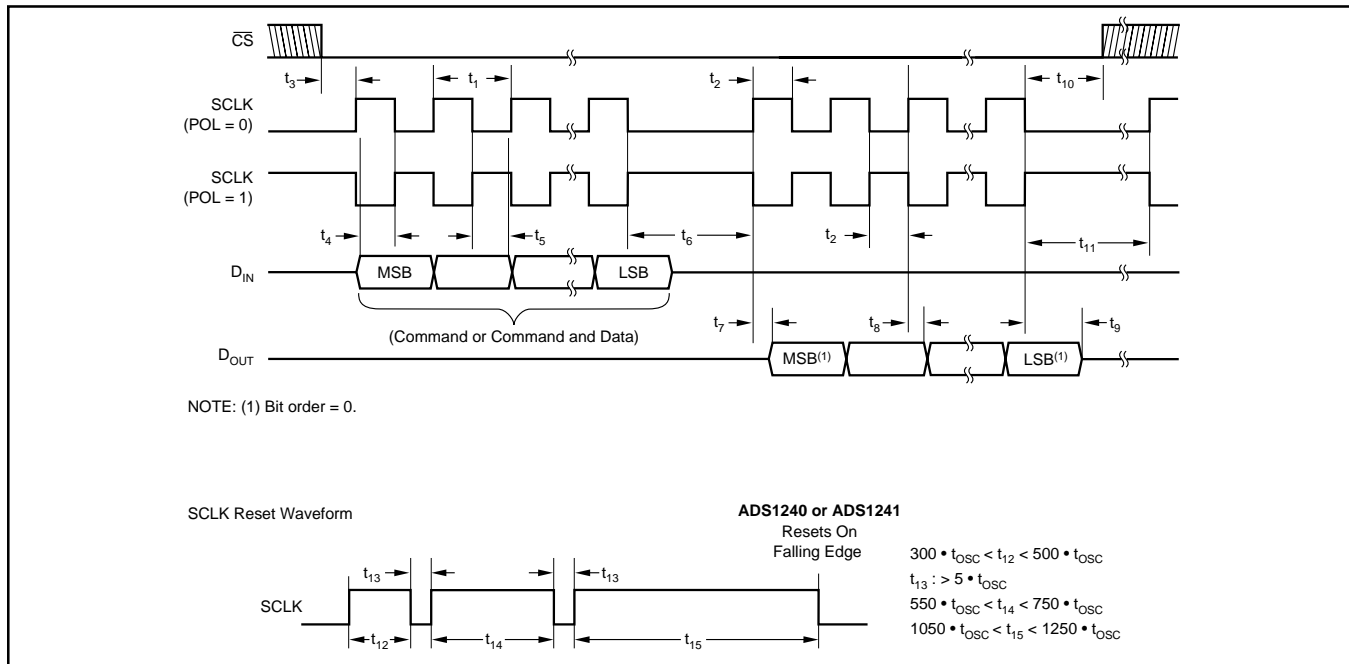 CS
t3
t1
t2
t10
SCLK
(POL = 0)
SCLK
(POL = 1)
t4
t5
t6
t2
t11
DIN
MSB
LSB
(Command or Command and Data)
t7
t8
t9
DOUT
MSB(1)
LSB(1)
NOTE: (1) Bit order = 0.
SCLK Reset Waveform
ADS1240 or ADS1241
Resets On
Falling Edge
300 • tOSC < t12 < 500 • tOSC
t13 : > 5 • tOSC
550 • tOSC < t14 < 750 • tOSC
1050 • tOSC < t15 < 1250 • tOSC
t13
t13
SCLK
t12
t14
t15